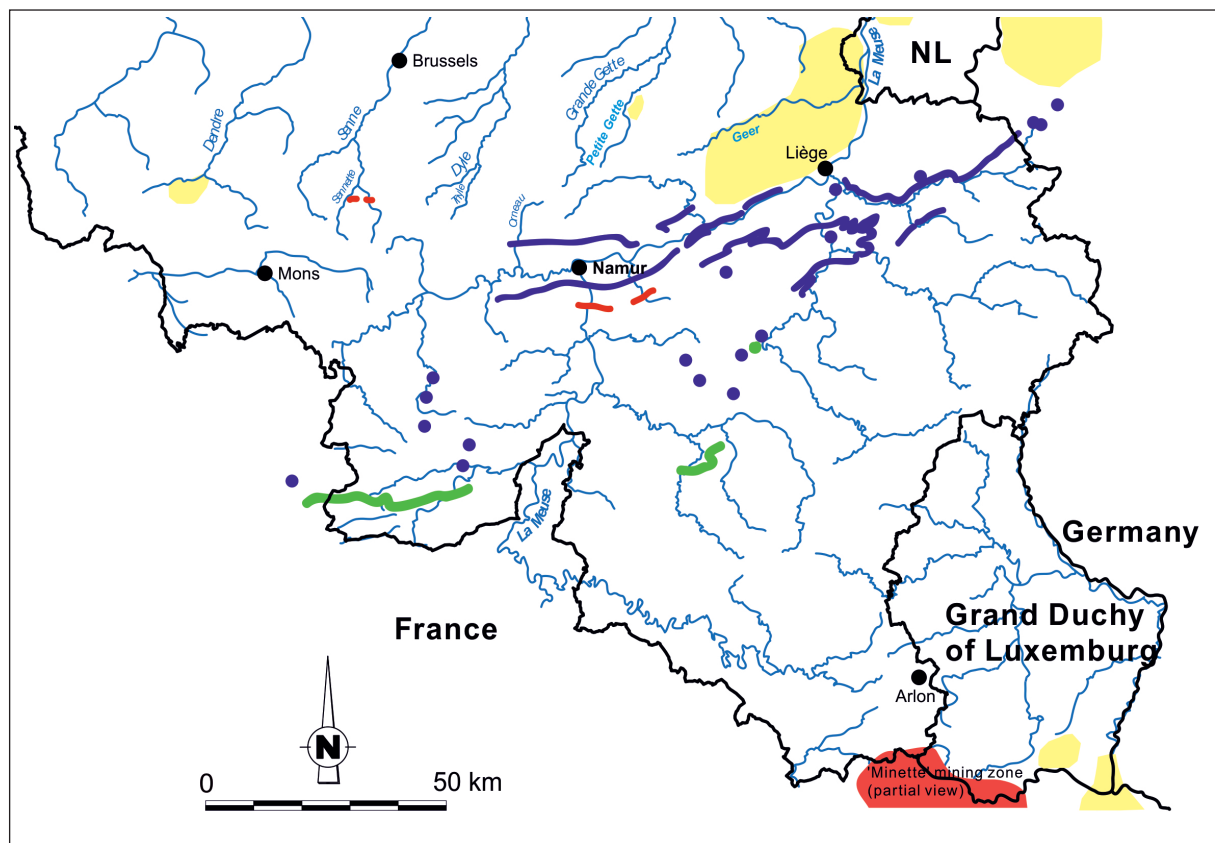 NL
La Meuse
Brussels
Grande Gette
Senne
Dendre
Petite Gette
Geer
Dyle
Liège
Sennette
Thyle
Orneau
Namur
Mons
La Meuse
Germany
France
Grand Duchy
of Luxemburg
Arlon
N
0
50 km
'Minette' mining zone
(partial view)